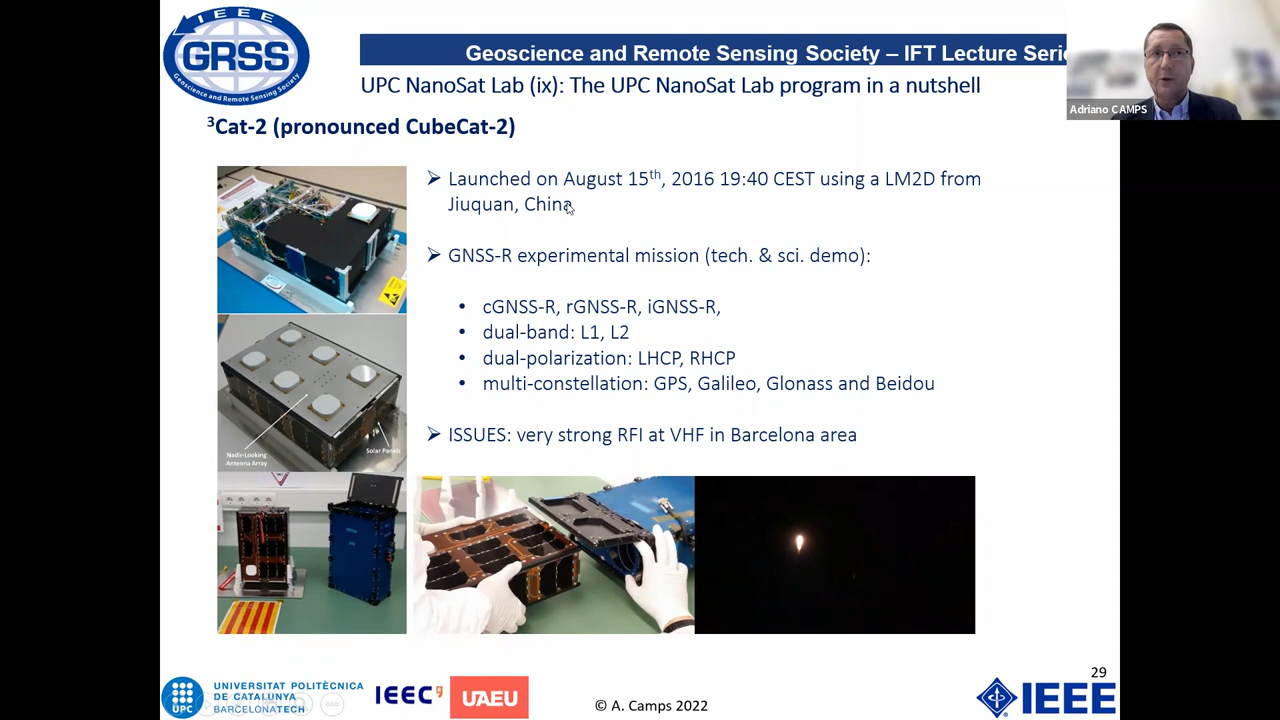 IEEE
GRSS
Geoscience and Remote Sensing Society
Geoscience and Remote Sensing Society – IFT Lecture Serie
UPC NanoSat Lab (ix): The UPC NanoSat Lab program in a nutshell
Adriano CAMPS
³Cat-2 (pronounced CubeCat-2)
➢ Launched on August 15th, 2016 19:40 CEST using a LM2D from
Jiuquan, China
➢ GNSS-R experimental mission (tech. & sci. demo):
• cGNSS-R, rGNSS-R, iGNSS-R,
• dual-band: L1, L2
• dual-polarization: LHCP, RHCP
• multi-constellation: GPS, Galileo, Glonass and Beidou
➢ ISSUES: very strong RFI at VHF in Barcelona area
Nadir-Looking
Antenna Array
Solar Panels
29
UPC
UNIVERSITAT POLITÈCNICA
DE CATALUNYA
BARCELONATECH
IEEC
UAEU
© A. Camps 2022
IEEE